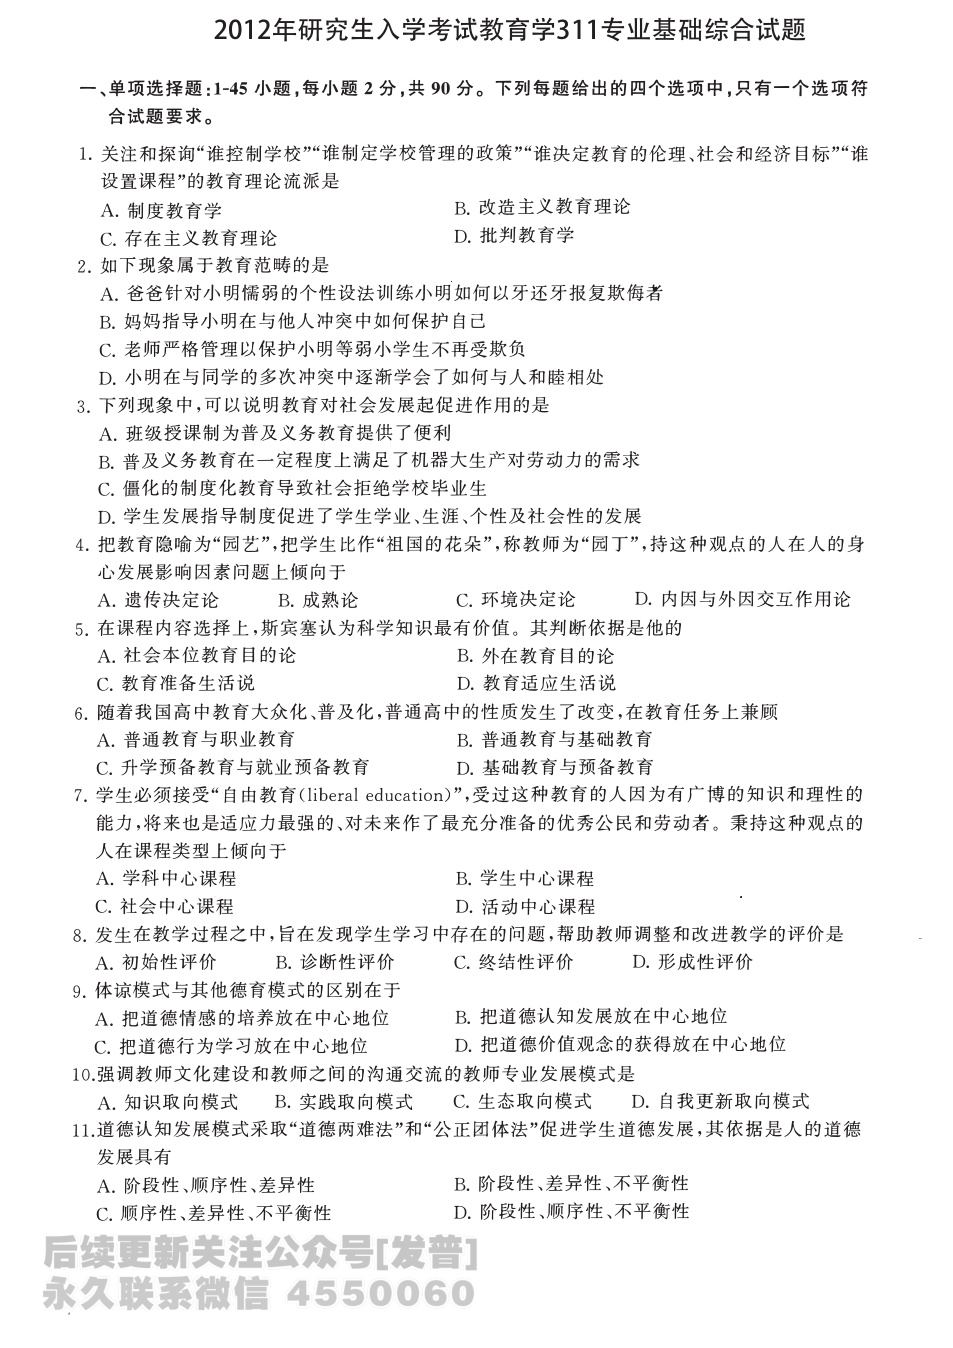 2012年研究生入学考试教育学311专业基础综合试题
一、单项选择题:1-45 小题,每小题 2 分,共 90 分。下列每题给出的四个选项中,只有一个选项符
合试题要求。
1. 关注和探询“谁控制学校”“谁制定学校管理的政策”“谁决定教育的伦理、社会和经济目标”“谁
设置课程”的教育理论流派是
A. 制度教育学 B. 改造主义教育理论
C. 存在主义教育理论 D. 批判教育学
2. 如下现象属于教育范畴的是
A. 爸爸针对小明懦弱的个性设法训练小明如何以牙还牙报复欺侮者
B. 妈妈指导小明在与他人冲突中如何保护自己
C. 老师严格管理以保护小明等弱小学生不再受欺负
D. 小明在与同学的多次冲突中逐渐学会了如何与人和睦相处
3. 下列现象中,可以说明教育对社会发展起促进作用的是
A. 班级授课制为普及义务教育提供了便利
B. 普及义务教育在一定程度上满足了机器大生产对劳动力的需求
C. 僵化的制度化教育导致社会拒绝学校毕业生
D. 学生发展指导制度促进了学生学业、生涯、个性及社会性的发展
4. 把教育隐喻为“园艺”,把学生比作“祖国的花朵”,称教师为“园丁”,持这种观点的人在人的身
心发展影响因素问题上倾向于
A. 遗传决定论 B. 成熟论 C. 环境决定论 D. 内因与外因交互作用论
5. 在课程内容选择上,斯宾塞认为科学知识最有价值。其判断依据是他的
A. 社会本位教育目的论 B. 外在教育目的论
C. 教育准备生活说 D. 教育适应生活说
6. 随着我国高中教育大众化、普及化,普通高中的性质发生了改变,在教育任务上兼顾
A. 普通教育与职业教育 B. 普通教育与基础教育
C. 升学预备教育与就业预备教育 D. 基础教育与预备教育
7. 学生必须接受“自由教育(liberal education)”,受过这种教育的人因为有广博的知识和理性的
能力,将来也是适应力最强的、对未来作了最充分准备的优秀公民和劳动者。秉持这种观点的
人在课程类型上倾向于
A. 学科中心课程 B. 学生中心课程
C. 社会中心课程 D. 活动中心课程
8. 发生在教学过程之中,旨在发现学生学习中存在的问题,帮助教师调整和改进教学的评价是
A. 初始性评价 B. 诊断性评价 C. 终结性评价 D. 形成性评价
9. 体谅模式与其他德育模式的区别在于
A. 把道德情感的培养放在中心地位 B. 把道德认知发展放在中心地位
C. 把道德行为学习放在中心地位 D. 把道德价值观念的获得放在中心地位
10.强调教师文化建设和教师之间的沟通交流的教师专业发展模式是
A. 知识取向模式 B. 实践取向模式 C. 生态取向模式 D. 自我更新取向模式
11.道德认知发展模式采取“道德两难法”和“公正团体法”促进学生道德发展,其依据是人的道德
发展具有
A. 阶段性、顺序性、差异性 B. 阶段性、差异性、不平衡性
C. 顺序性、差异性、不平衡性 D. 阶段性、顺序性、不平衡性
后续更新关注公众号[发普]
永久联系微信 4550060